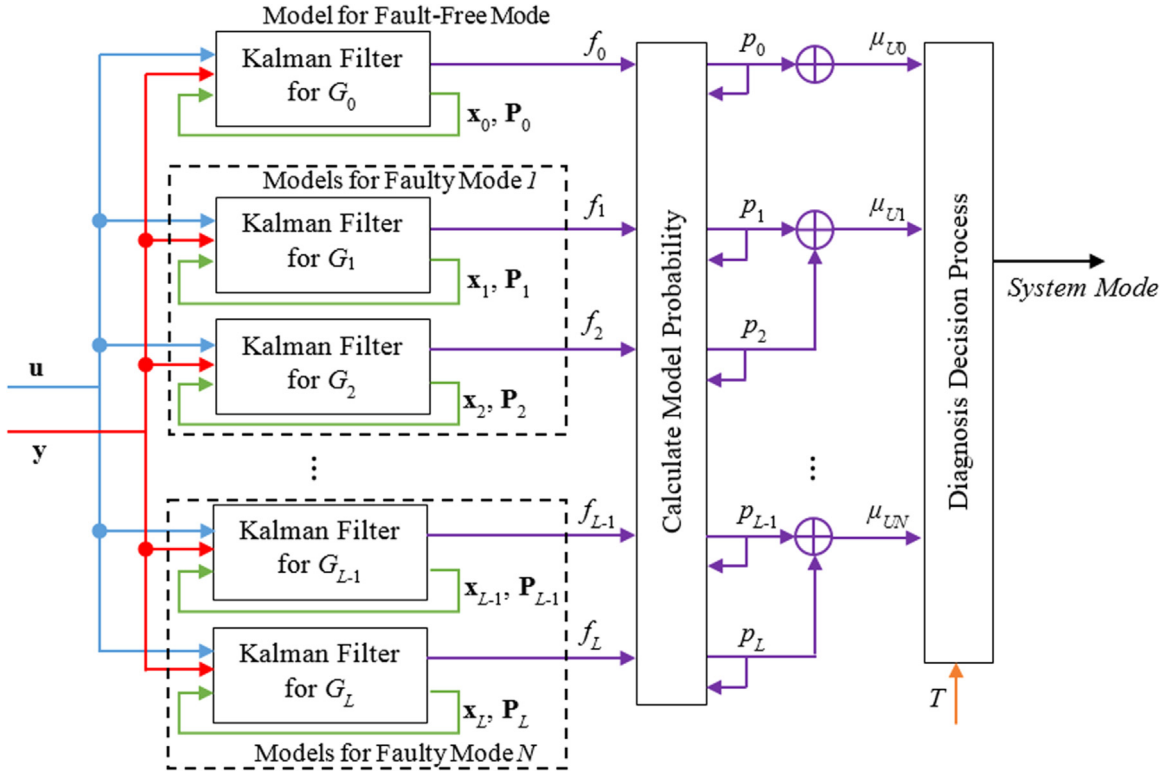 Model for Fault-Free Mode
Kalman Filter
for G0
x0, P0
f0
p0
μU0
Models for Faulty Mode 1
Kalman Filter
for G1
x1, P1
f1
p1
μU1
Kalman Filter
for G2
x2, P2
f2
p2
u
y
⋮
⋮
Kalman Filter
for GL-1
xL-1, PL-1
fL-1
pL-1
μUN
Kalman Filter
for GL
xL, PL
fL
pL
Models for Faulty Mode N
Calculate Model Probability
Diagnosis Decision Process
System Mode
T